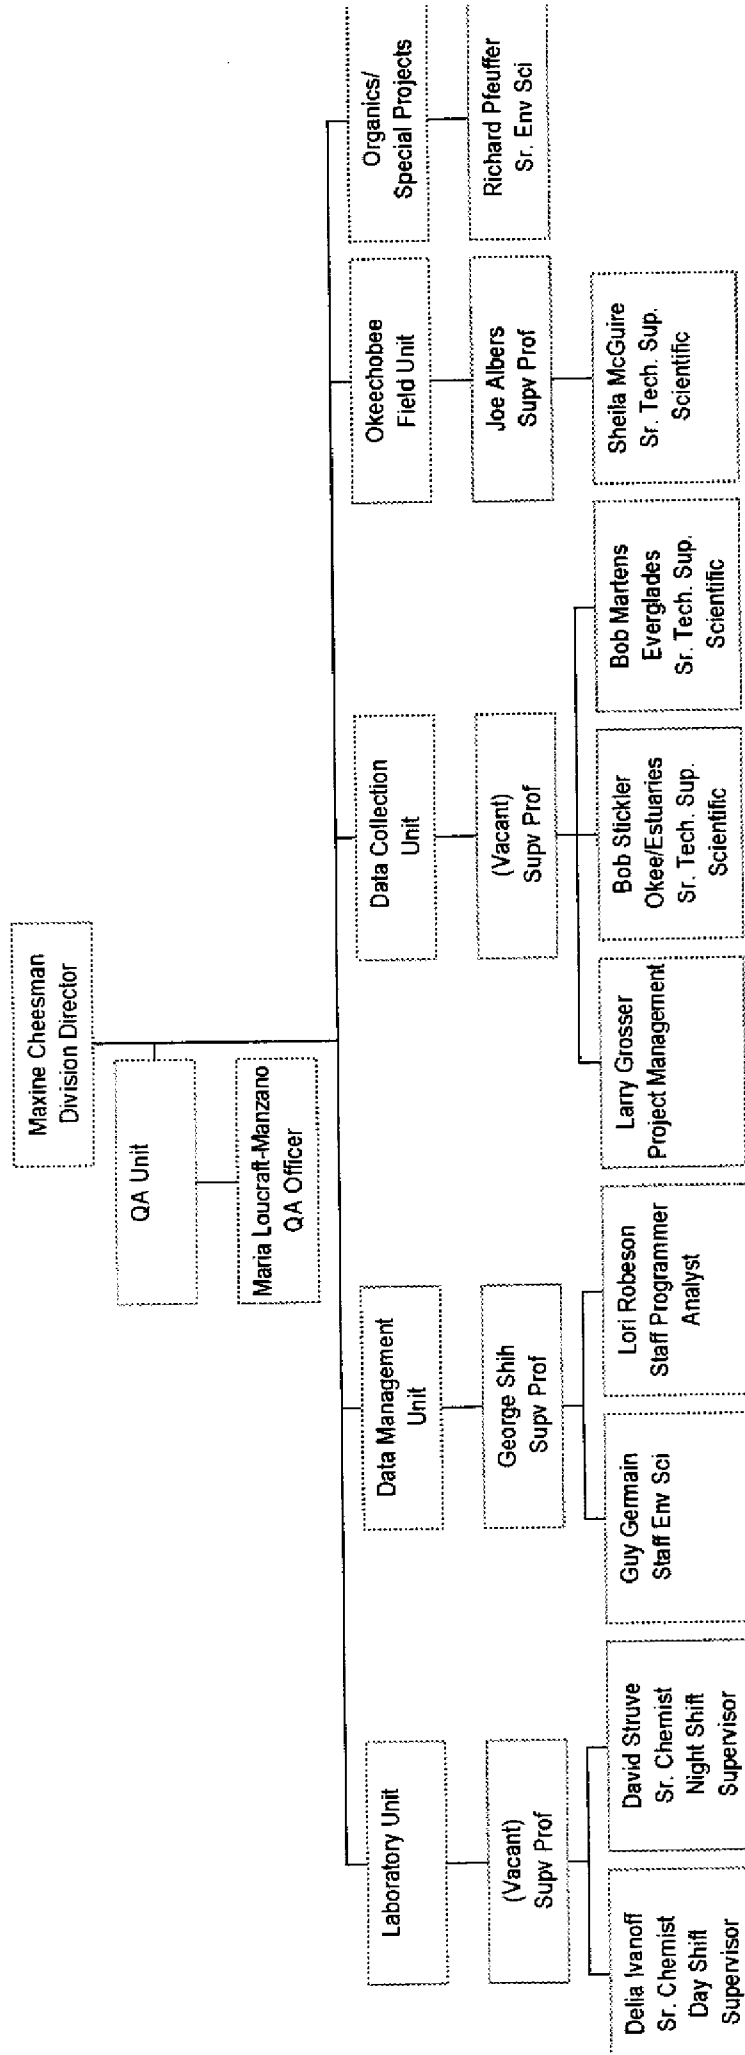 Maxine Cheesman
Division Director
QA Unit
Maria Loucraft-Manzano
QA Officer
Laboratory Unit
(Vacant)
Supv Prof
Delia Ivanoff
Sr. Chemist
Day Shift
Supervisor
David Struve
Sr. Chemist
Night Shift
Supervisor
Data Management
Unit
George Shih
Supv Prof
Guy Germain
Staff Env Sci
Lori Robeson
Staff Programmer
Analyst
Data Collection
Unit
(Vacant)
Supv Prof
Larry Grosser
Project Management
Bob Stickler
Okee/Estuaries
Sr. Tech. Sup.
Scientific
Bob Martens
Everglades
Sr. Tech. Sup.
Scientific
Okeechobee
Field Unit
Joe Albers
Supv Prof
Sheila McGuire
Sr. Tech. Sup.
Scientific
Organics/
Special Projects
Richard Pfeuffer
Sr. Env Sci